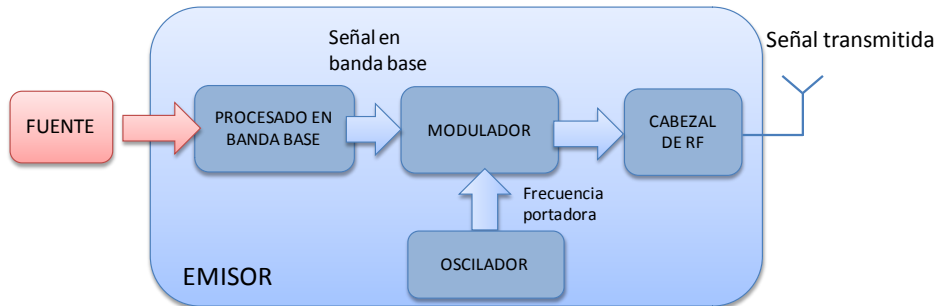 Señal en
banda base
Señal transmitida
FUENTE
PROCESADO EN
BANDA BASE
MODULADOR
CABEZAL
DE RF
Frecuencia
portadora
OSCILADOR
EMISOR